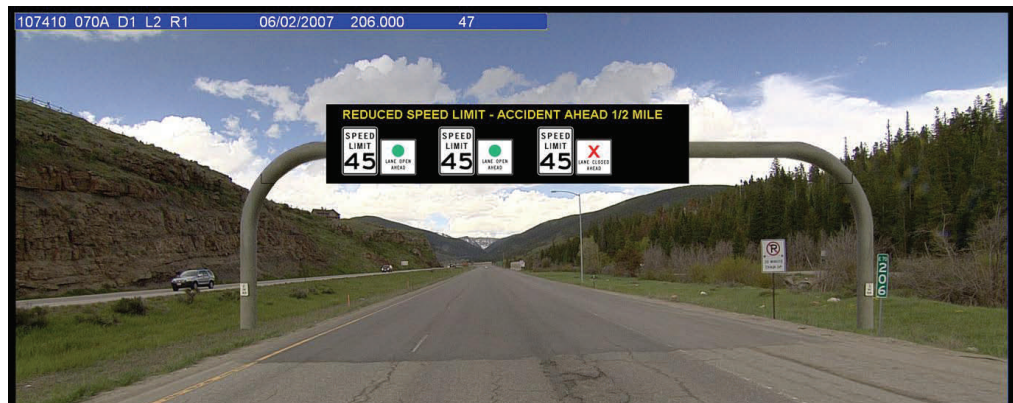 107410 070A D1 L2 R1 06/02/2007 206.000 47
REDUCED SPEED LIMIT - ACCIDENT AHEAD 1/2 MILE
SPEED LIMIT 45
LANE OPEN AHEAD
SPEED LIMIT 45
LANE OPEN AHEAD
SPEED LIMIT 45
X
LANE CLOSED AHEAD
206